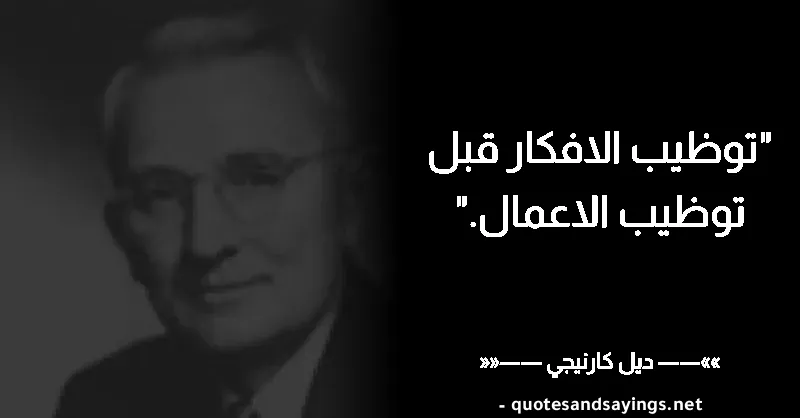 "توظيب الافكار قبل
توظيب الاعمال."
»»—— ديل كارنيجي ——««
- quotesandsayings.net